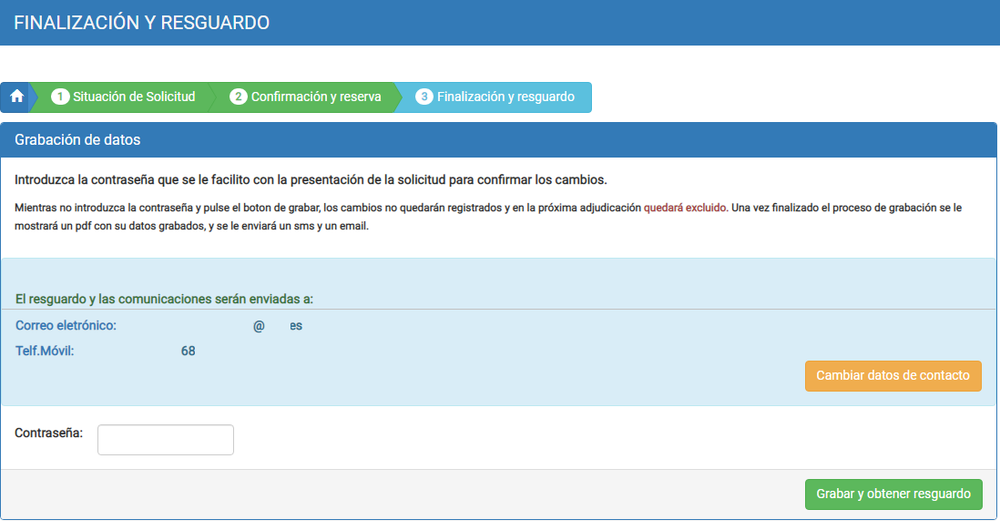 FINALIZACIÓN Y RESGUARDO
1 Situación de Solicitud 2 Confirmación y reserva 3 Finalización y resguardo
Grabación de datos
Introduzca la contraseña que se le facilito con la presentación de la solicitud para confirmar los cambios.
Mientras no introduzca la contraseña y pulse el boton de grabar, los cambios no quedarán registrados y en la próxima adjudicación quedará excluido. Una vez finalizado el proceso de grabación se le
mostrará un pdf con su datos grabados, y se le enviará un sms y un email.
El resguardo y las comunicaciones serán enviadas a:
Correo eletrónico: @ es
Telf.Móvil: 68
Cambiar datos de contacto
Contraseña:
Grabar y obtener resguardo